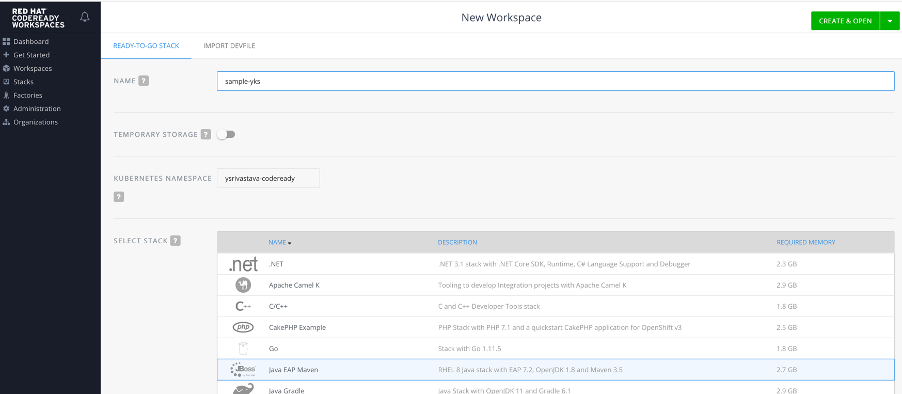 RED HAT
CODEREADY
WORKSPACES
New Workspace
CREATE & OPEN
Dashboard
Get Started
Workspaces
Stacks
Factories
Administration
Organizations
READY-TO-GO STACK IMPORT DEVFILE
NAME ? sample-yks
TEMPORARY STORAGE ?
KUBERNETES NAMESPACE ysrivastava-codeready
?
SELECT STACK ?
NAME DESCRIPTION REQUIRED MEMORY
.net .NET .NET 3.1 stack with .NET Core SDK, Runtime, C# Language Support and Debugger 2.3 GB
Apache Camel K Tooling to develop Integration projects with Apache Camel K 2.9 GB
C++ C/C++ C and C++ Developer Tools stack 1.8 GB
php CakePHP Example PHP Stack with PHP 7.1 and a quickstart CakePHP application for OpenShift v3 2.5 GB
Go Stack with Go 1.11.5 1.8 GB
JBoss Java EAP Maven RHEL 8 Java stack with EAP 7.2, OpenJDK 1.8 and Maven 3.5 2.7 GB
Java Gradle Java Stack with OpenJDK 11 and Gradle 6.1 2.9 GB